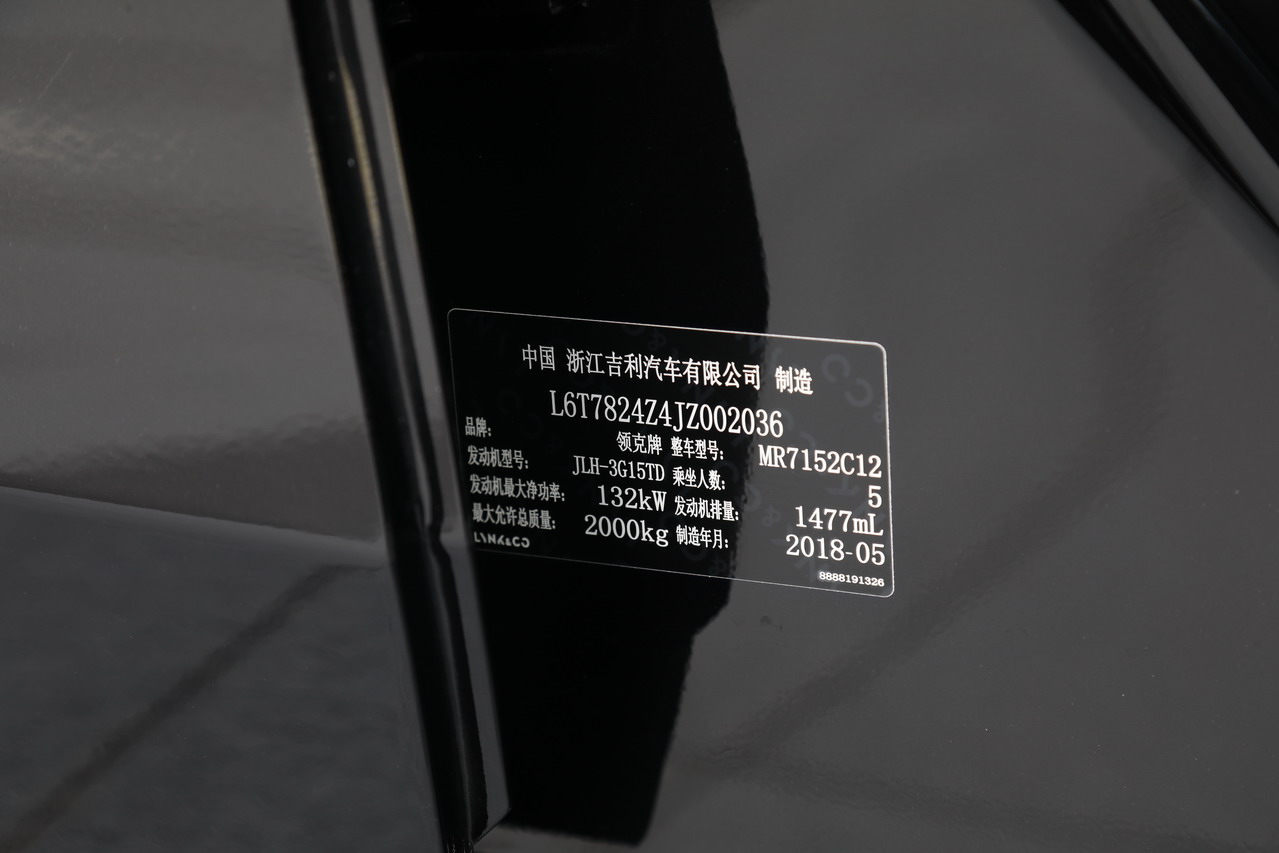 中国 浙江吉利汽车有限公司 制造
L6T7824Z4JZ002036
品牌: 领克牌 整车型号: MR7152C12
发动机型号: JLH-3G15TD 乘坐人数: 5
发动机最大净功率: 132kW 发动机排量: 1477mL
最大允许总质量: 2000kg 制造年月: 2018-05
LYNK&CO 8888191326